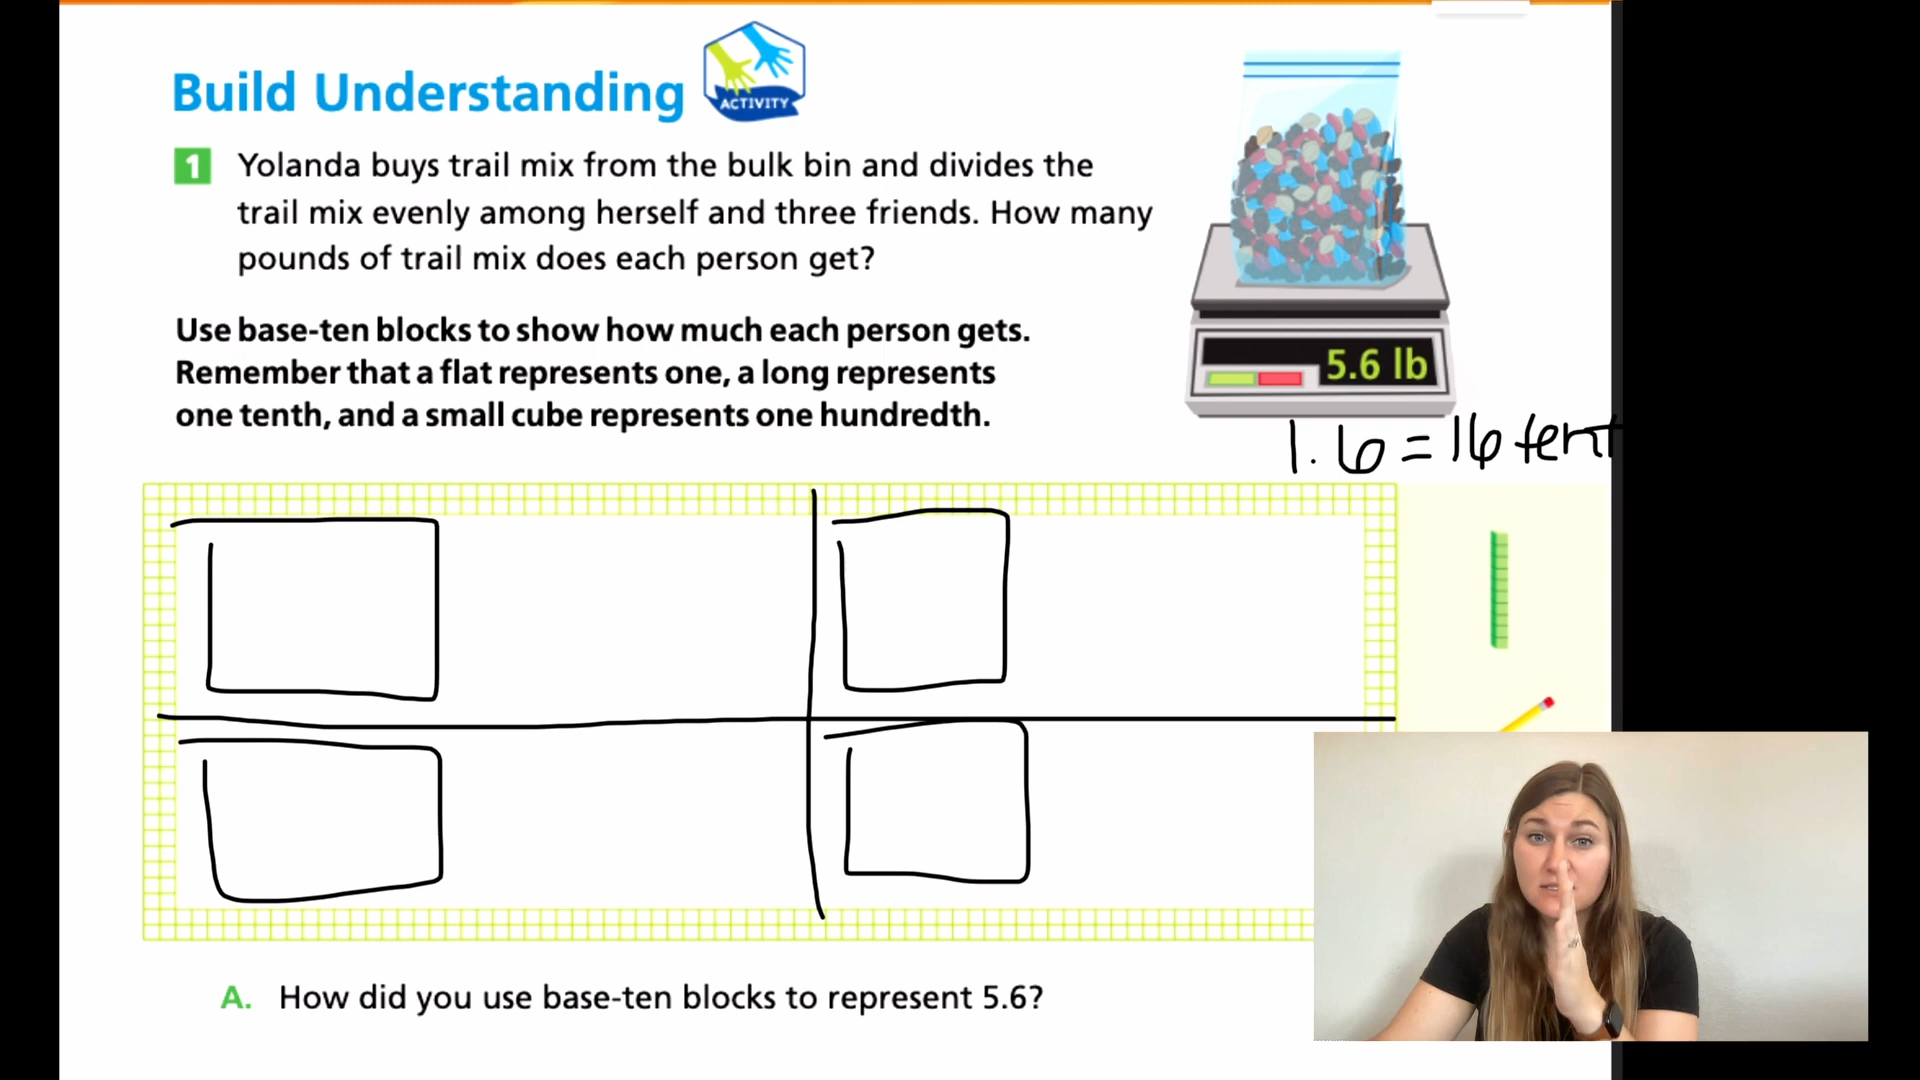 Build Understanding
ACTIVITY
1 Yolanda buys trail mix from the bulk bin and divides the
trail mix evenly among herself and three friends. How many
pounds of trail mix does each person get?
Use base-ten blocks to show how much each person gets.
Remember that a flat represents one, a long represents
one tenth, and a small cube represents one hundredth.
5.6 lb
1.6 = 16 tent
A. How did you use base-ten blocks to represent 5.6?